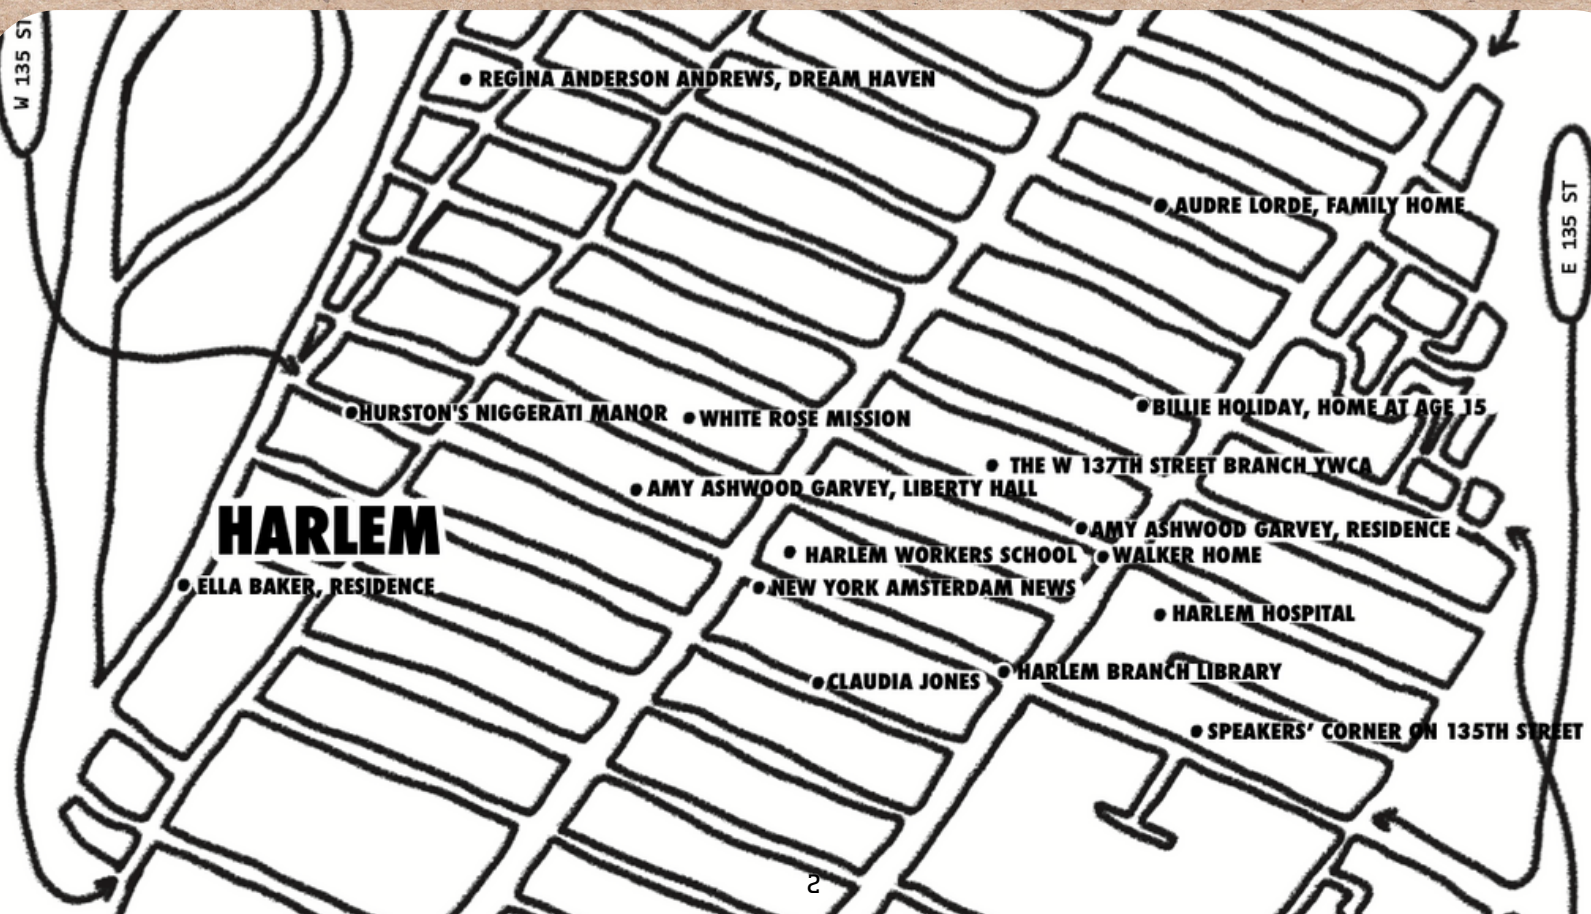 W 135 ST
REGINA ANDERSON ANDREWS, DREAM HAVEN
E 135 ST
AUDRE LORDE, FAMILY HOME
HURSTON'S NIGGERATI MANOR
WHITE ROSE MISSION
BILLIE HOLIDAY, HOME AT AGE 15
THE W 137TH STREET BRANCH YWCA
AMY ASHWOOD GARVEY, LIBERTY HALL
HARLEM
AMY ASHWOOD GARVEY, RESIDENCE
HARLEM WORKERS SCHOOL
WALKER HOME
ELLA BAKER, RESIDENCE
NEW YORK AMSTERDAM NEWS
HARLEM HOSPITAL
CLAUDIA JONES
HARLEM BRANCH LIBRARY
SPEAKERS’ CORNER ON 135TH STREET
2